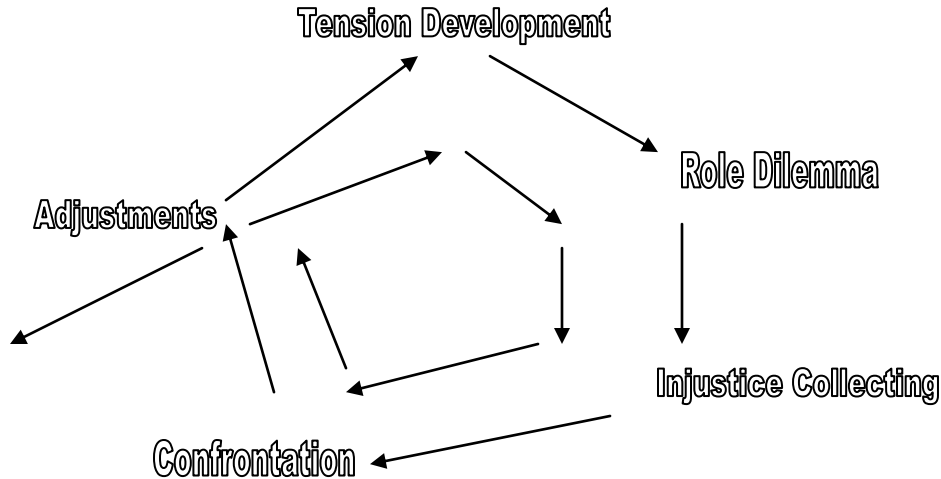 Tension Development
Role Dilemma
Adjustments
Injustice Collecting
Confrontation